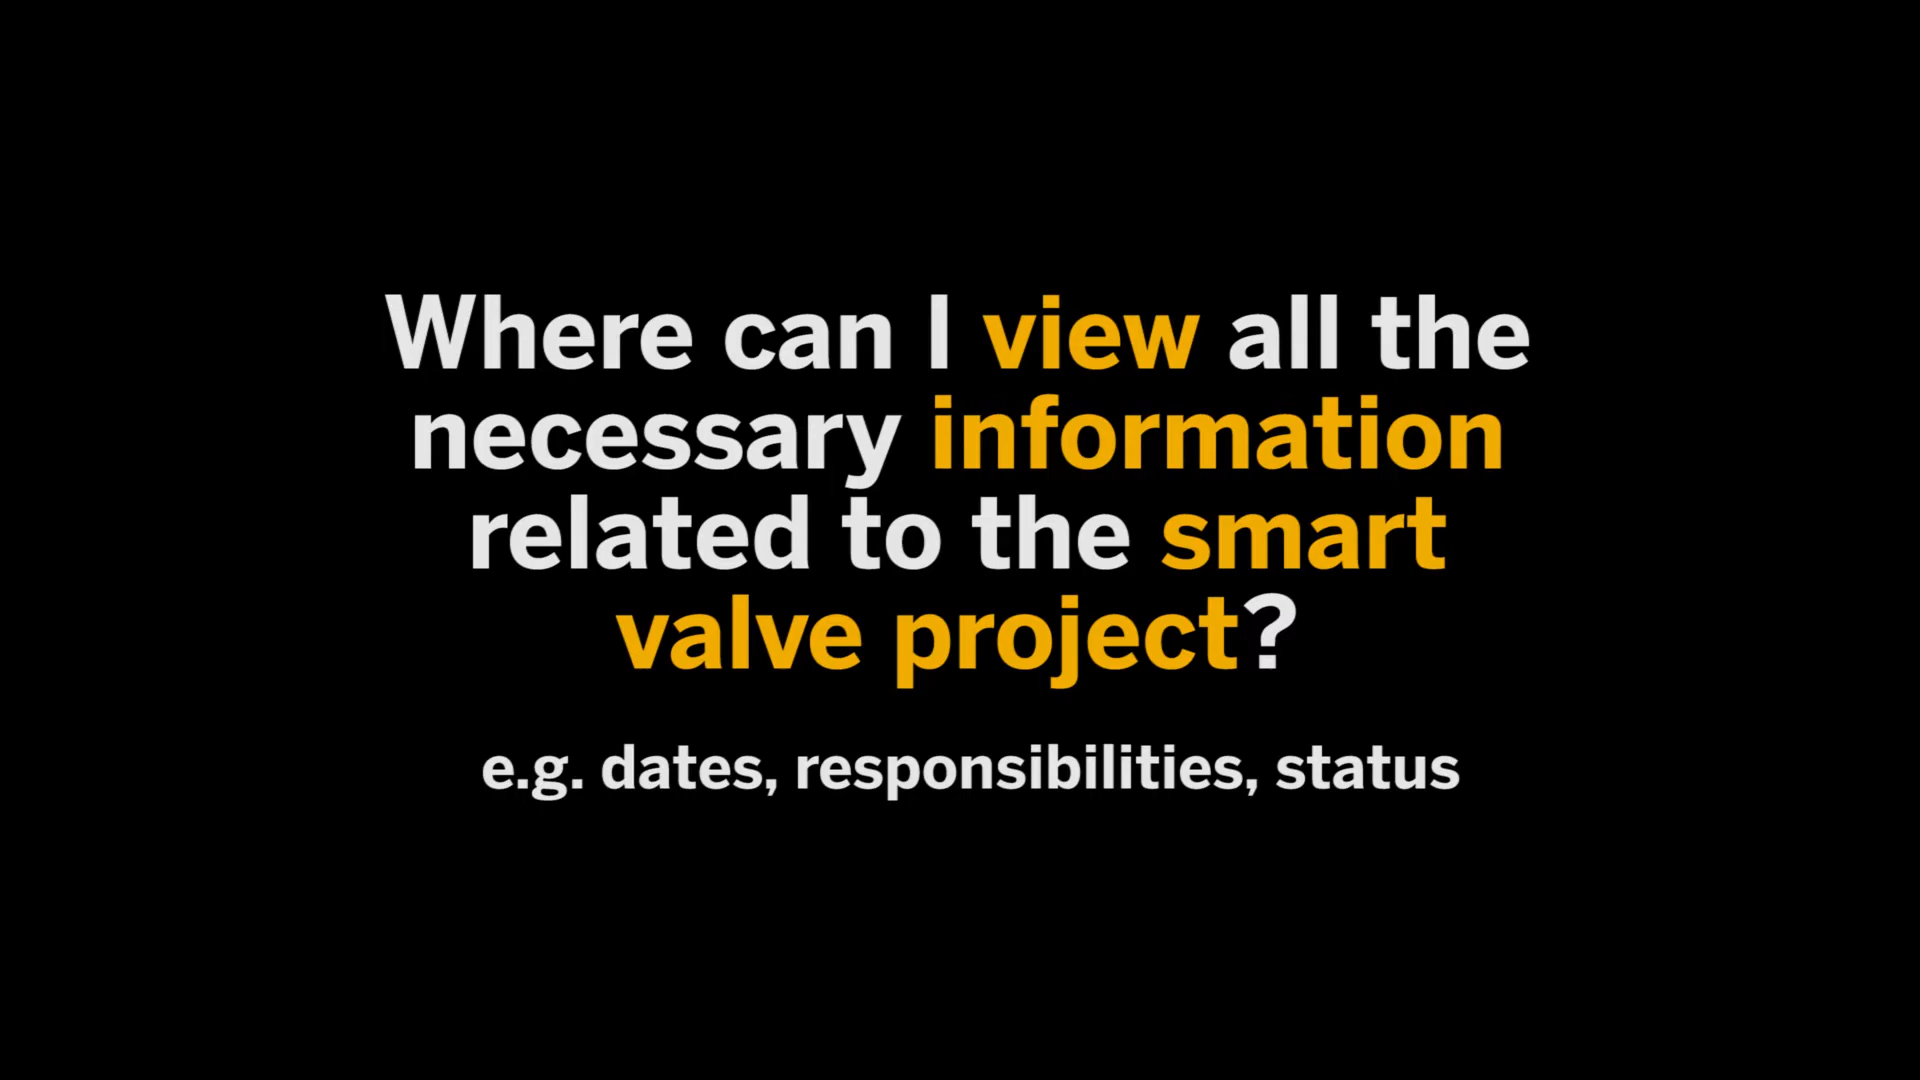 Where can I view all the
necessary information
related to the smart
valve project?
e.g. dates, responsibilities, status